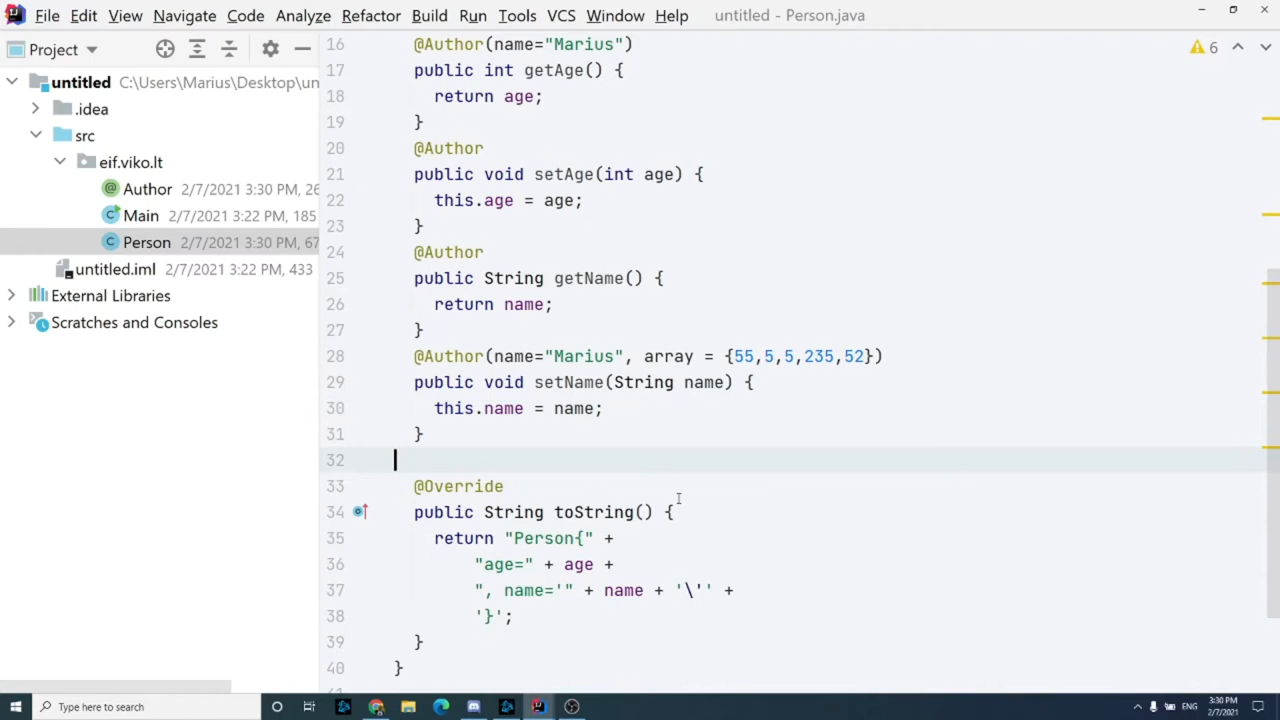 File Edit View Navigate Code Analyze Refactor Build Run Tools VCS Window Help untitled - Person.java
Project
untitled C:\Users\Marius\Desktop\un
.idea
src
eif.viko.lt
Author 2/7/2021 3:30 PM, 26
Main 2/7/2021 3:22 PM, 185
Person 2/7/2021 3:30 PM, 67
untitled.iml 2/7/2021 3:22 PM, 433
External Libraries
Scratches and Consoles
6
16 @Author(name="Marius")
17 public int getAge() {
18 return age;
19 }
20 @Author
21 public void setAge(int age) {
22 this.age = age;
23 }
24 @Author
25 public String getName() {
26 return name;
27 }
28 @Author(name="Marius", array = {55,5,5,235,52})
29 public void setName(String name) {
30 this.name = name;
31 }
32
33 @Override
34 public String toString() {
35 return "Person{" +
36 "age=" + age +
37 ", name='" + name + '\'' +
38 '}';
39 }
40 }
Type here to search
ENG
3:30 PM
2/7/2021